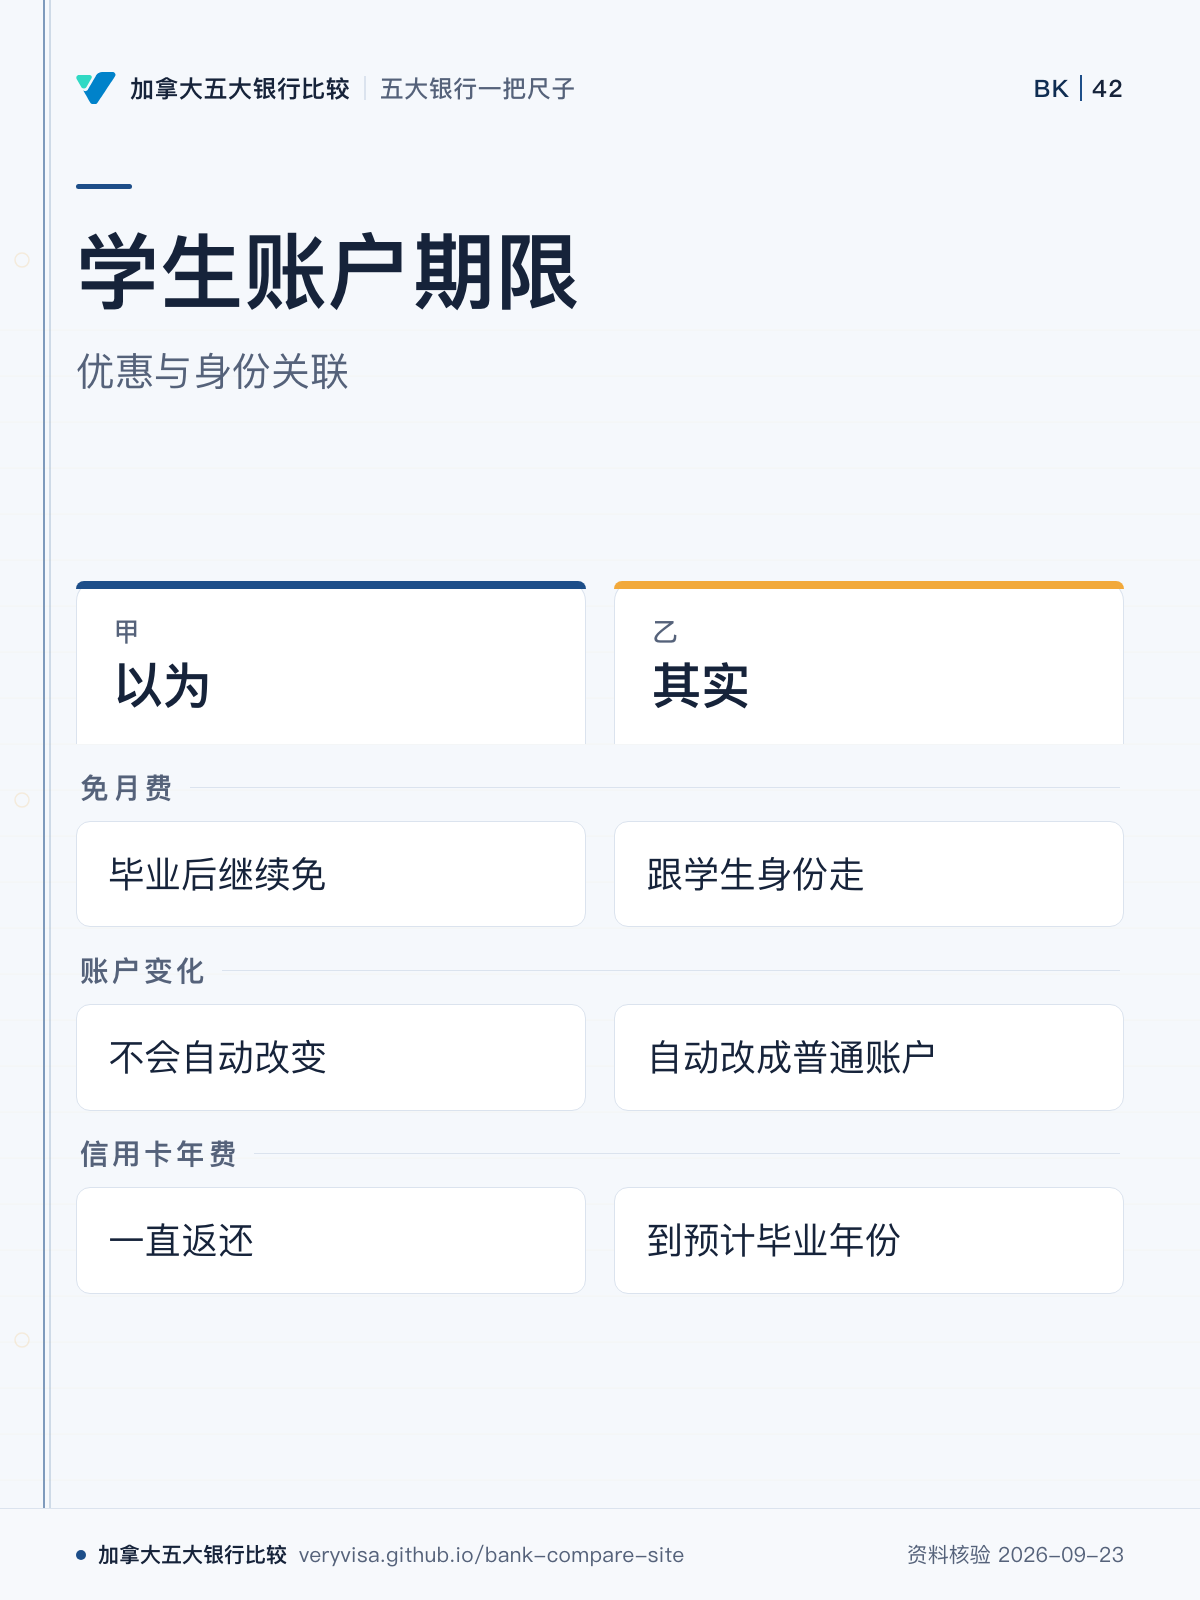 加拿大五大银行比较 五大银行一把尺子 BK 42
学生账户期限
优惠与身份关联
甲 乙
以为 其实
免月费
毕业后继续免 跟学生身份走
账户变化
不会自动改变 自动改成普通账户
信用卡年费
一直返还 到预计毕业年份
加拿大五大银行比较 veryvisa.github.io/bank-compare-site 资料核验 2026-09-23